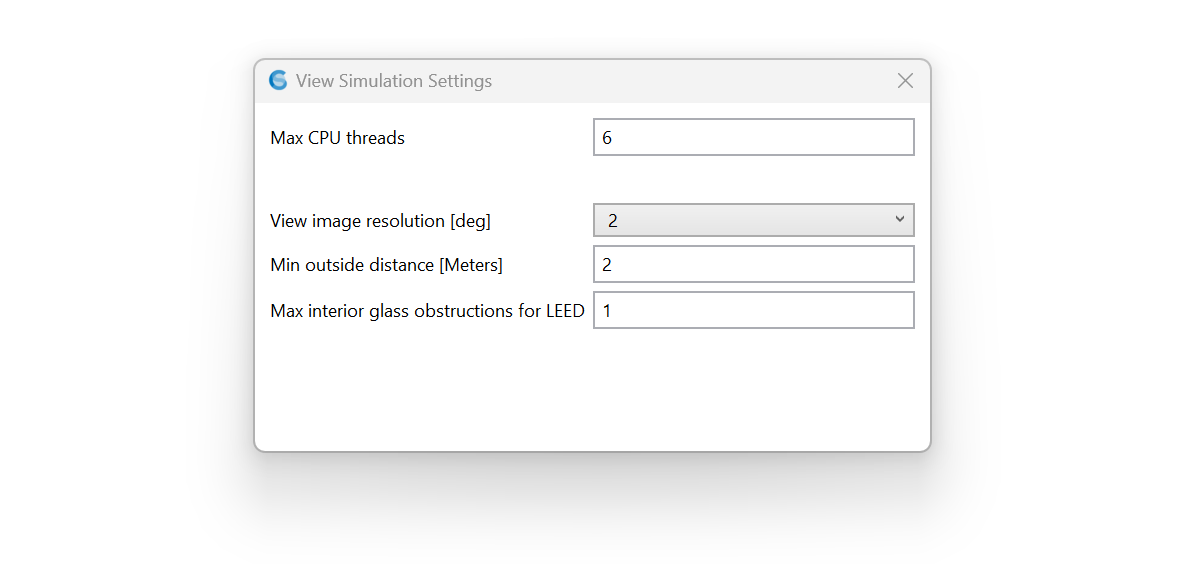 View Simulation Settings
Max CPU threads 6
View image resolution [deg] 2
Min outside distance [Meters] 2
Max interior glass obstructions for LEED 1